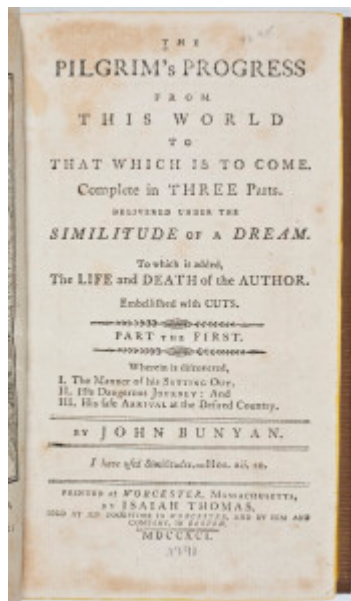 THE
PILGRIM's PROGRESS
FROM
THIS WORLD
TO
THAT WHICH IS TO COME.
Complete in THREE Parts.
DELIVERED UNDER THE
SIMILITUDE OF A DREAM.
To which is added,
The LIFE and DEATH of the AUTHOR.
Embellished with CUTS.
PART THE FIRST.
Wherein is discovered,
I. The Manner of his SETTING OUT,
II. His Dangerous JOURNEY: And
III. His safe ARRIVAL at the Desired Country.
BY JOHN BUNYAN.
I have uſed Similitudes.—HOS. xii, 10.
PRINTED at WORCESTER, MASSACHUSETTS,
BY ISAIAH THOMAS,
SOLD AT HIS BOOKSTORE IN WORCESTER, AND BY HIM AND
COMPANY, IN BOSTON.
MDCCXCI.